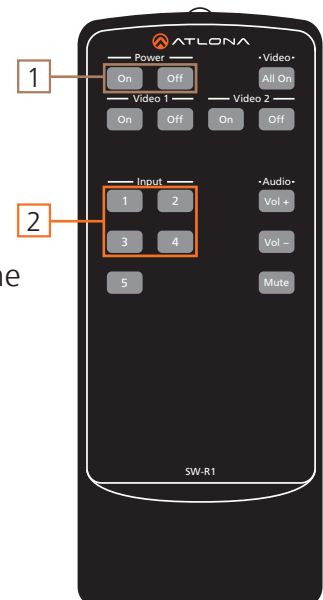 ATLONA
Power
•Video•
1
On Off All On
Video 1 Video 2
On Off On Off
Input
•Audio•
1 2 Vol +
2
3 4 Vol –
ne
5 Mute
SW-R1